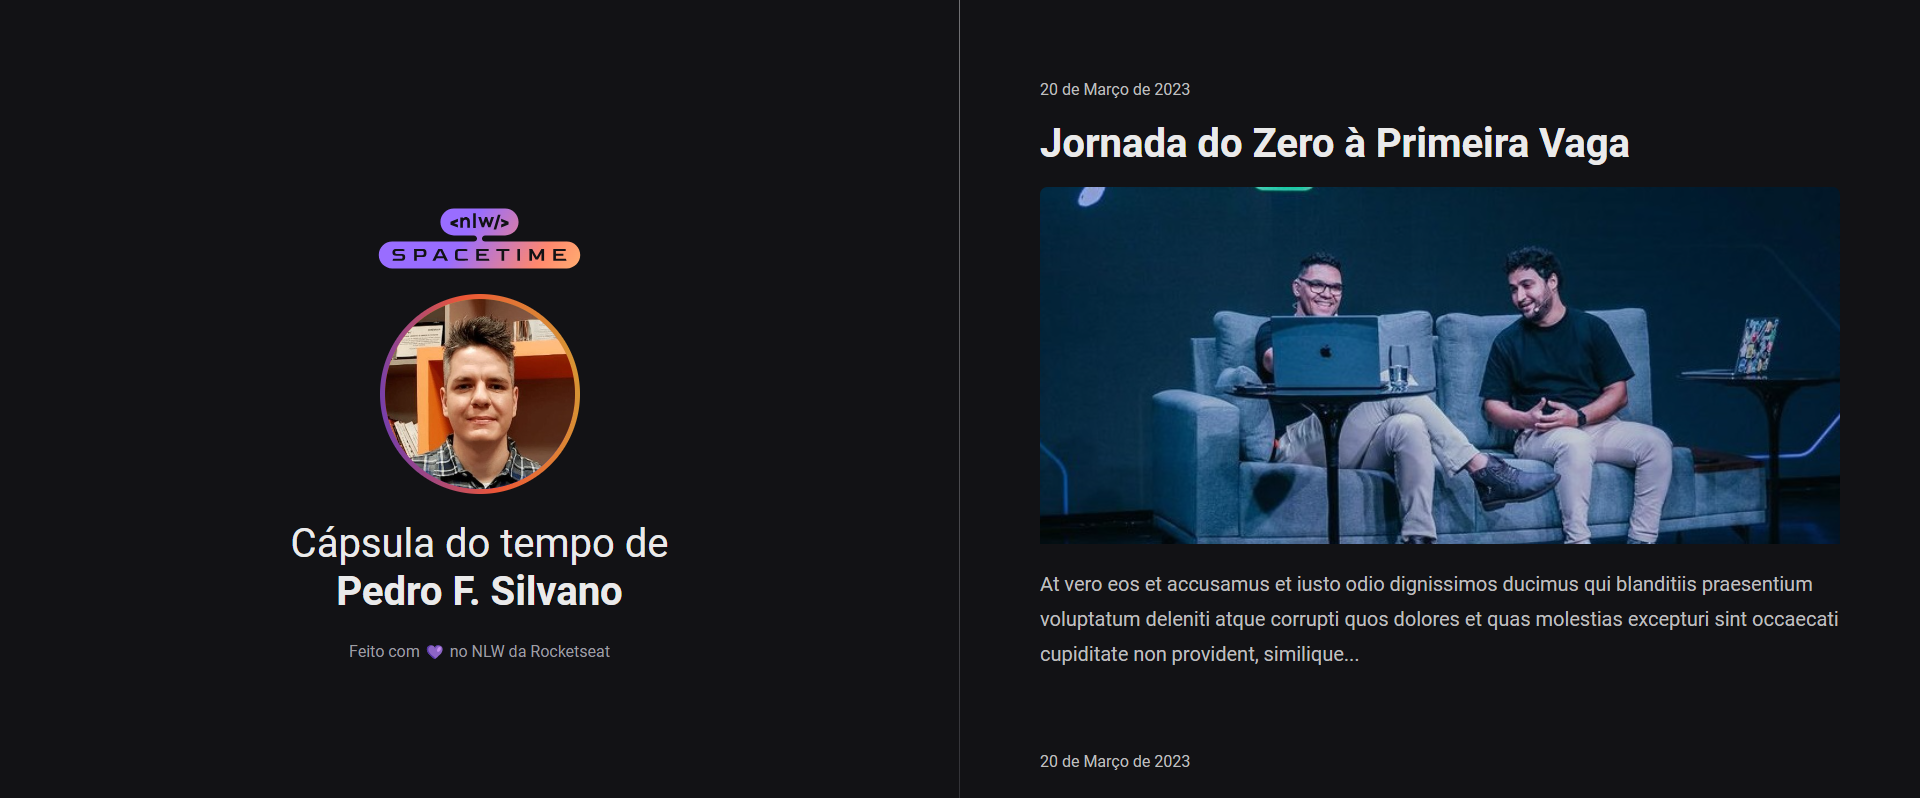 <nlw/>
SPACETIME
Cápsula do tempo de
Pedro F. Silvano
Feito com 💜 no NLW da Rocketseat
20 de Março de 2023
Jornada do Zero à Primeira Vaga
At vero eos et accusamus et iusto odio dignissimos ducimus qui blanditiis praesentium
voluptatum deleniti atque corrupti quos dolores et quas molestias excepturi sint occaecati
cupiditate non provident, similique...
20 de Março de 2023